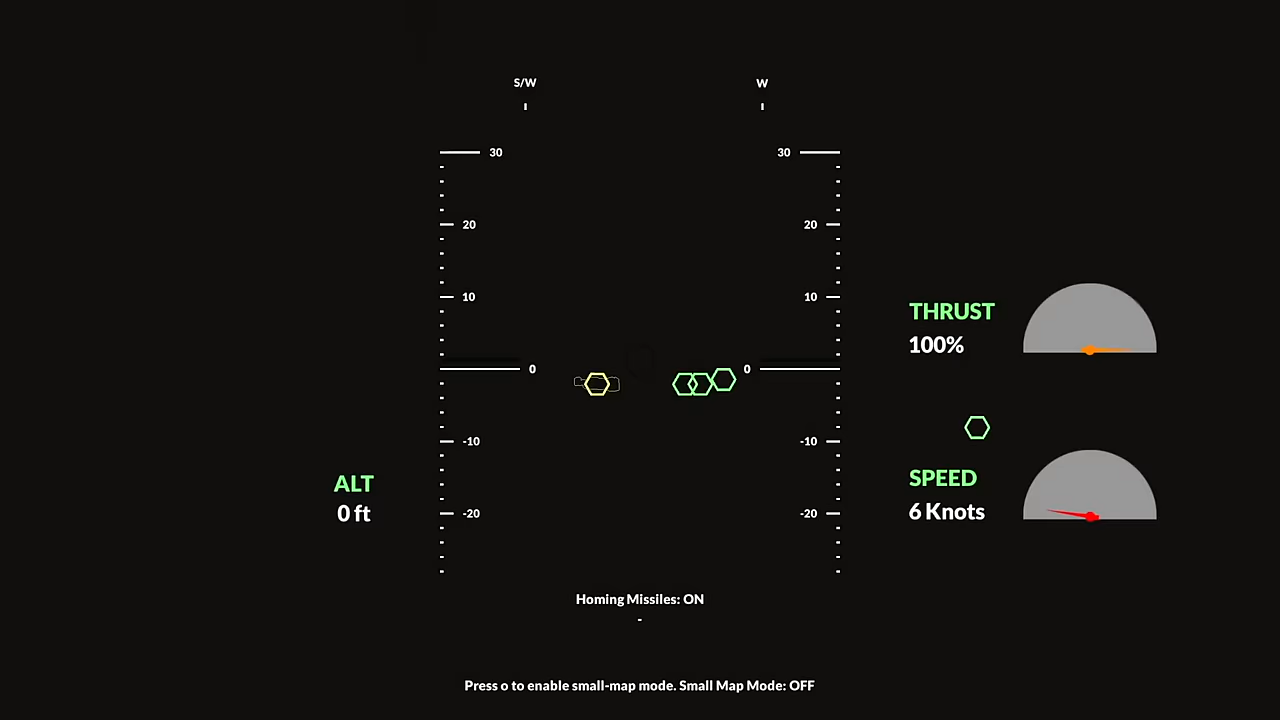 S/W W
30 30
20 20
10 10
THRUST
100%
0 0
-10 -10
SPEED
ALT
0 ft
6 Knots
-20 -20
Homing Missiles: ON
-
Press o to enable small-map mode. Small Map Mode: OFF